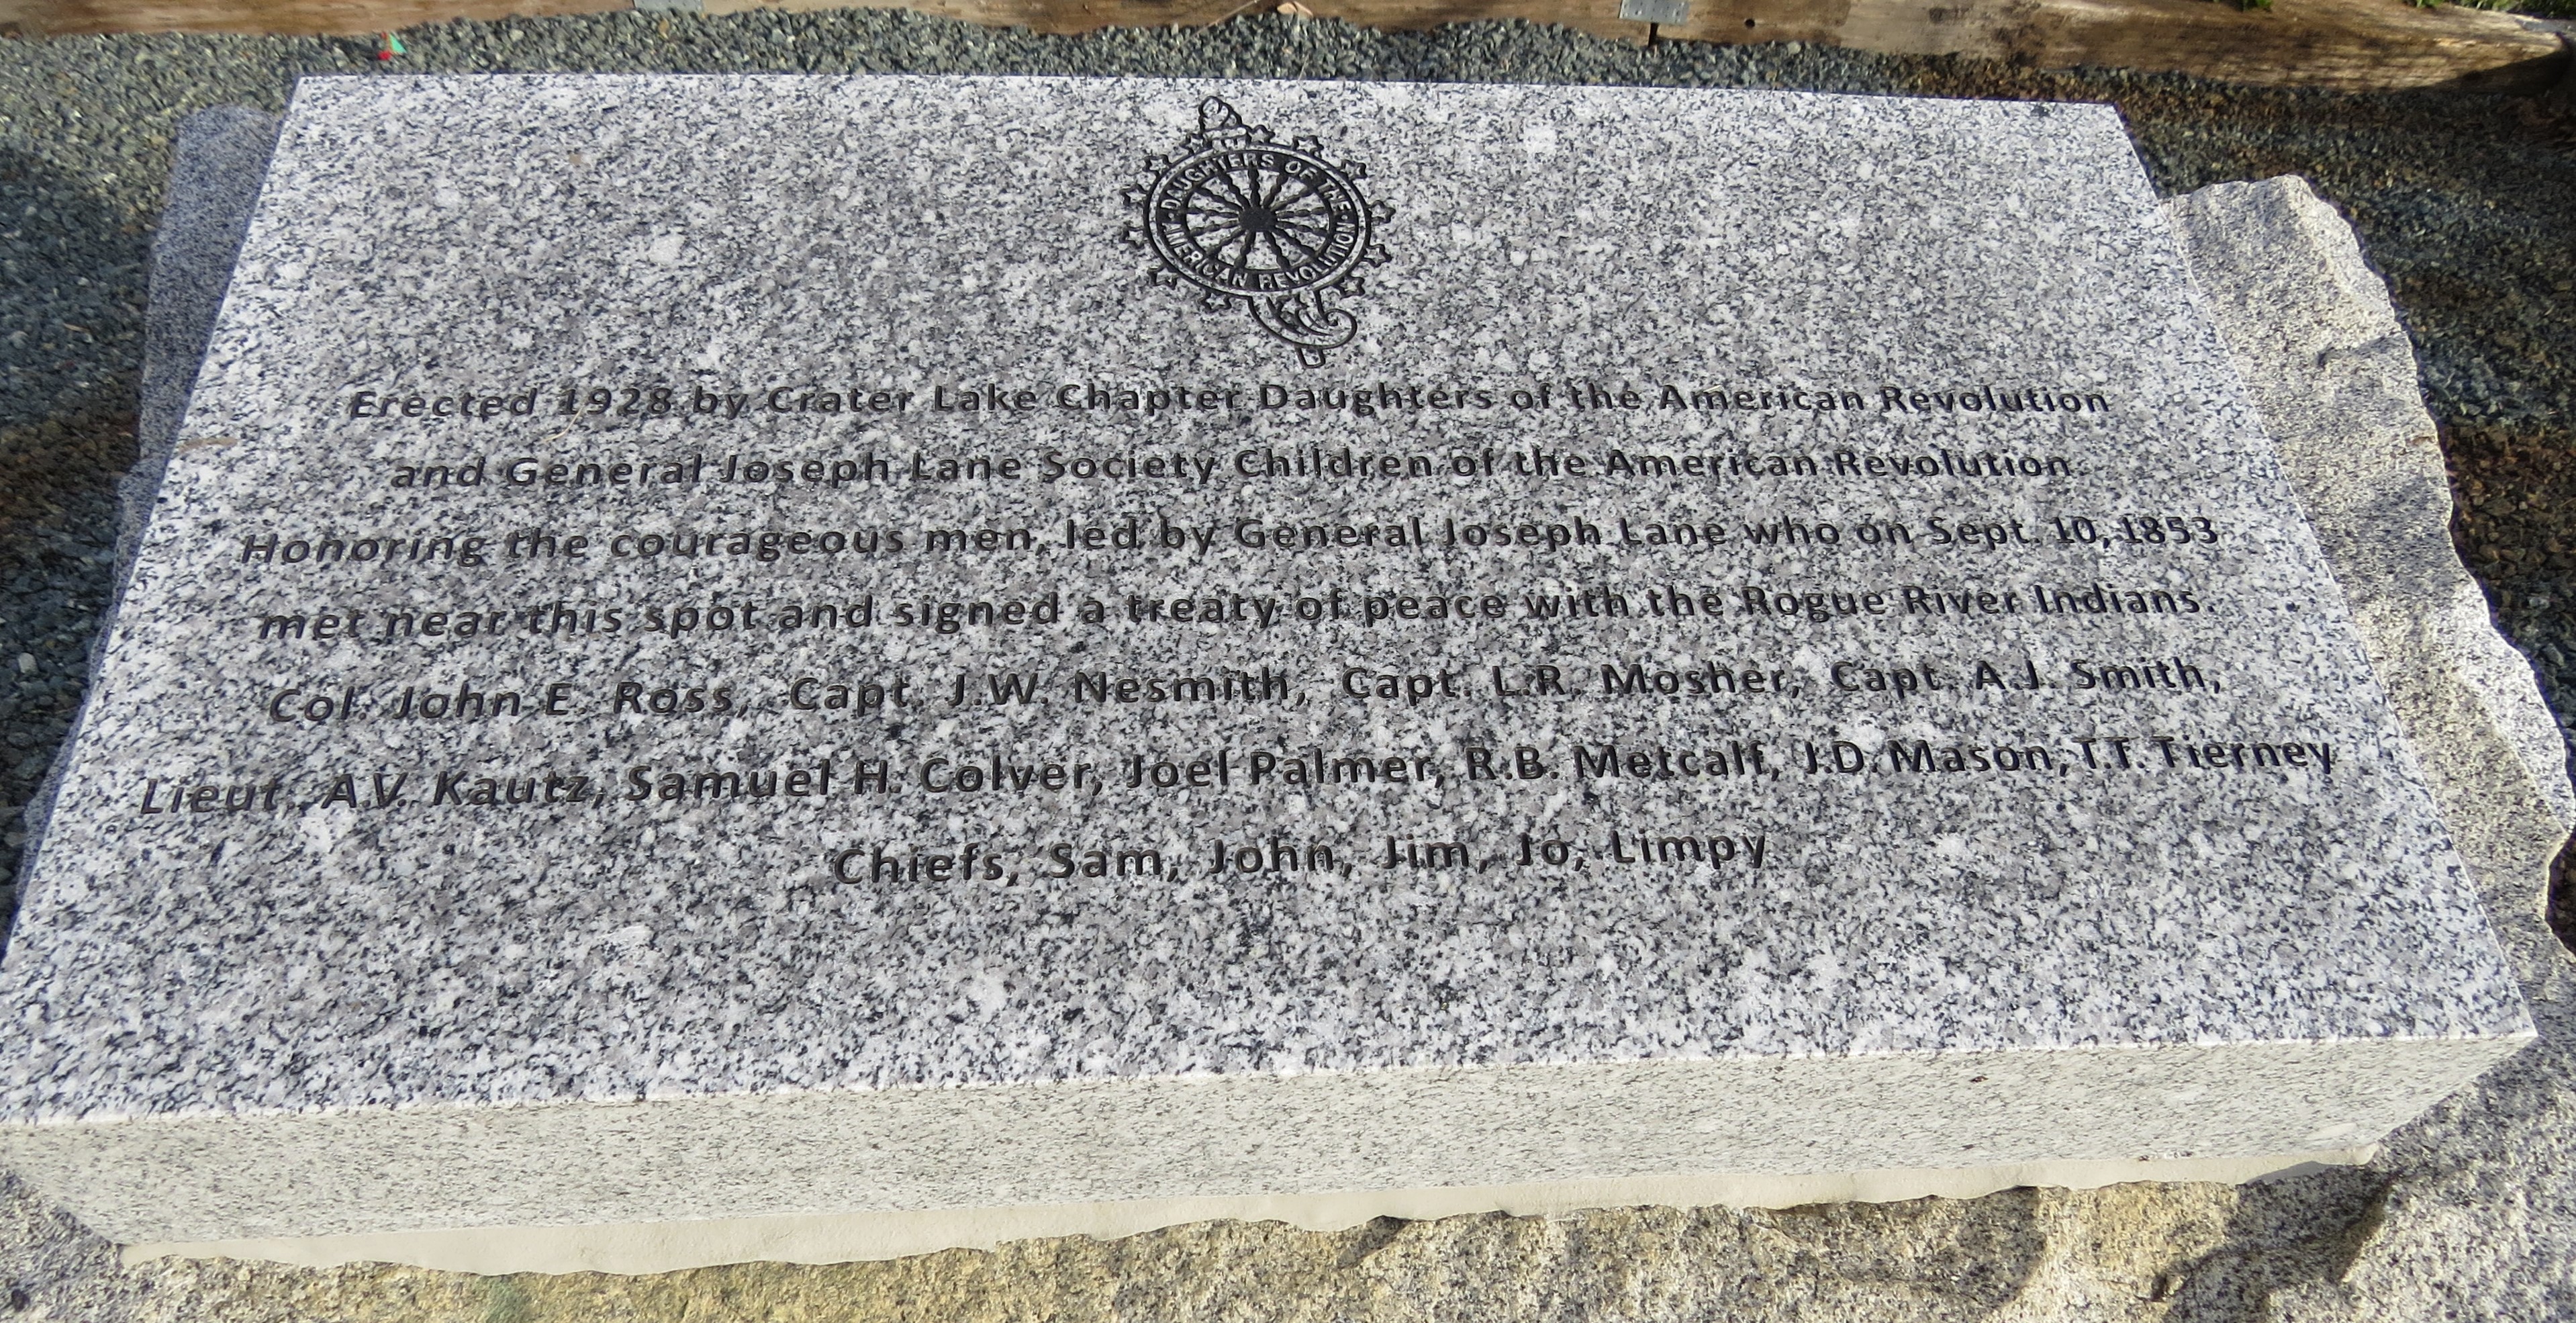 DAUGHTERS OF THE
AMERICAN REVOLUTION
Erected 1928 by Crater Lake Chapter Daughters of the American Revolution
and General Joseph Lane Society Children of the American Revolution.
Honoring the courageous men, led by General Joseph Lane who on Sept. 10, 1853
met near this spot and signed a treaty of peace with the Rogue River Indians.
Col. John E. Ross, Capt. J.W. Nesmith, Capt. L.R. Mosher, Capt. A.J. Smith,
Lieut. A.V. Kautz, Samuel H. Colver, Joel Palmer, R.B. Metcalf, J.D. Mason, T.T. Tierney
Chiefs, Sam, John, Jim, Jo, Limpy